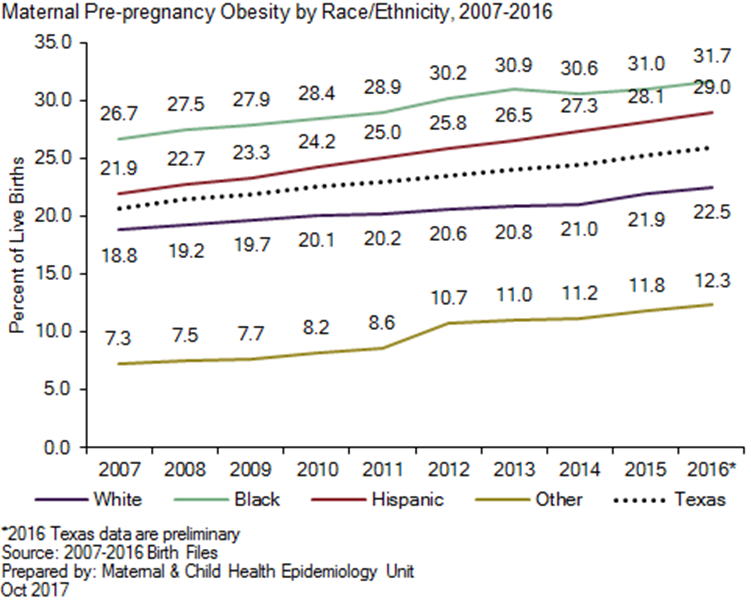 Maternal Pre-pregnancy Obesity by Race/Ethnicity, 2007-2016
35.0
30.0
25.0
20.0
15.0
10.0
5.0
0.0
Percent of Live Births
26.7 27.5 27.9 28.4 28.9 30.2 30.9 30.6 31.0 31.7
21.9 22.7 23.3 24.2 25.0 25.8 26.5 27.3 28.1 29.0
18.8 19.2 19.7 20.1 20.2 20.6 20.8 21.0 21.9 22.5
7.3 7.5 7.7 8.2 8.6 10.7 11.0 11.2 11.8 12.3
2007 2008 2009 2010 2011 2012 2013 2014 2015 2016*
White Black Hispanic Other Texas
*2016 Texas data are preliminary
Source: 2007-2016 Birth Files
Prepared by: Maternal & Child Health Epidemiology Unit
Oct 2017